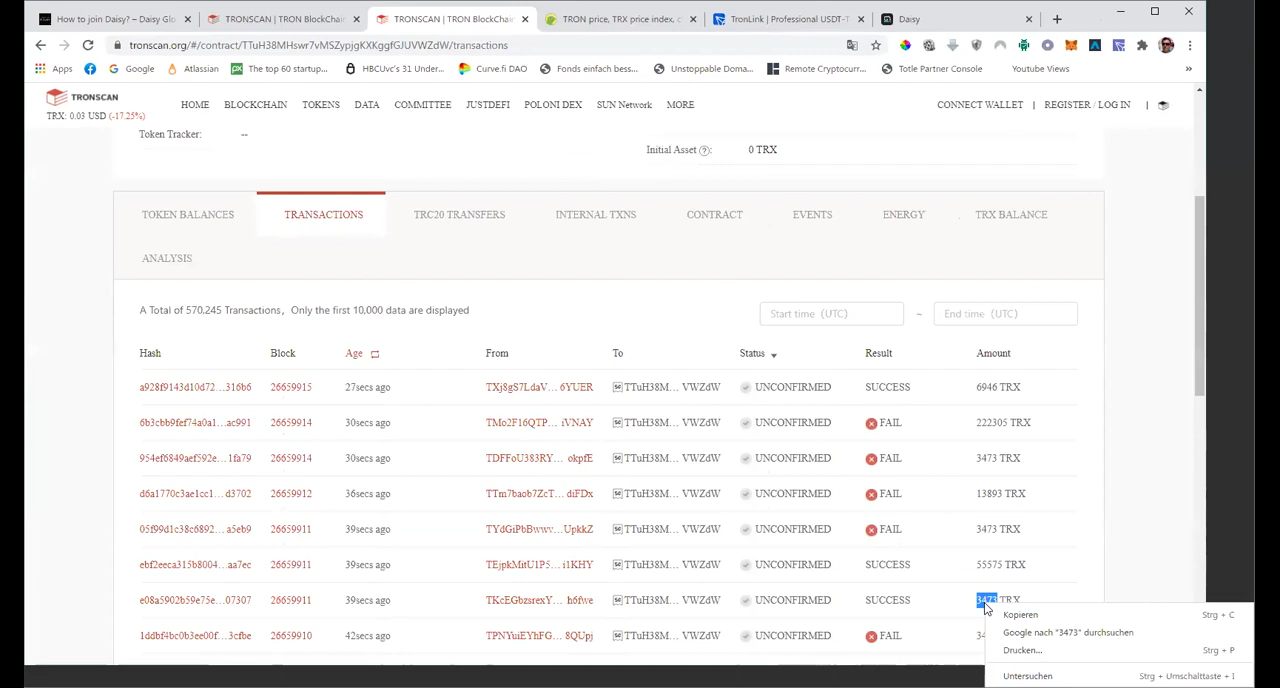 How to join Daisy? – Daisy Glo
TRONSCAN | TRON BlockChain
TRONSCAN | TRON BlockChain
TRON price, TRX price index, c
TronLink | Professional USDT-T
Daisy
tronscan.org/#/contract/TTuH38MHswr7vMSZypjgKXKggfGJUVWZdW/transactions
Apps
Google
Atlassian
The top 60 startup...
HBCUvc's 31 Under...
Curve.fi DAO
Fonds einfach bess...
Unstoppable Doma...
Remote Cryptocurr...
Totle Partner Console
Youtube Views
»
TRONSCAN
TRX: 0.03 USD (-17.25%)
HOME
BLOCKCHAIN
TOKENS
DATA
COMMITTEE
JUSTDEFI
POLONI DEX
SUN Network
MORE
CONNECT WALLET | REGISTER / LOG IN |
Token Tracker: --
Initial Asset (?): 0 TRX
TOKEN BALANCES
TRANSACTIONS
TRC20 TRANSFERS
INTERNAL TXNS
CONTRACT
EVENTS
ENERGY
TRX BALANCE
ANALYSIS
A Total of 570,245 Transactions, Only the first 10,000 data are displayed
Start time (UTC) ~ End time (UTC)
Hash Block Age From To Status Result Amount
a928f9143d10d72...316b6 26659915 27secs ago TXj8gS7LdaV... 6YUER TTuH38M... VWZdW UNCONFIRMED SUCCESS 6946 TRX
6b3cbb9fef74a0a1...ac991 26659914 30secs ago TMo2F16QTP... iVNAY TTuH38M... VWZdW UNCONFIRMED FAIL 222305 TRX
954ef6849aef592e...1fa79 26659914 30secs ago TDFFoU383RY... okpfE TTuH38M... VWZdW UNCONFIRMED FAIL 3473 TRX
d6a1770c3ae1cc1...d3702 26659912 36secs ago TTm7baob7ZcT... diFDx TTuH38M... VWZdW UNCONFIRMED FAIL 13893 TRX
05f99d1c38c6892...a5eb9 26659911 39secs ago TYdGiPbBwwv... UpkkZ TTuH38M... VWZdW UNCONFIRMED FAIL 3473 TRX
ebf2eeca315b8004...aa7ec 26659911 39secs ago TEjpkMitU1P5... i1KHY TTuH38M... VWZdW UNCONFIRMED SUCCESS 55575 TRX
e08a5902b59e75e...07307 26659911 39secs ago TKcEGbzsrexY... h6fwe TTuH38M... VWZdW UNCONFIRMED SUCCESS 3473 TRX
1ddbf4bc0b3ee00f...3cfbe 26659910 42secs ago TPNYuiEYhFG... 8QUpj TTuH38M... VWZdW UNCONFIRMED FAIL
Kopieren Strg + C
Google nach "3473" durchsuchen
Drucken... Strg + P
Untersuchen Strg + Umschalttaste + I